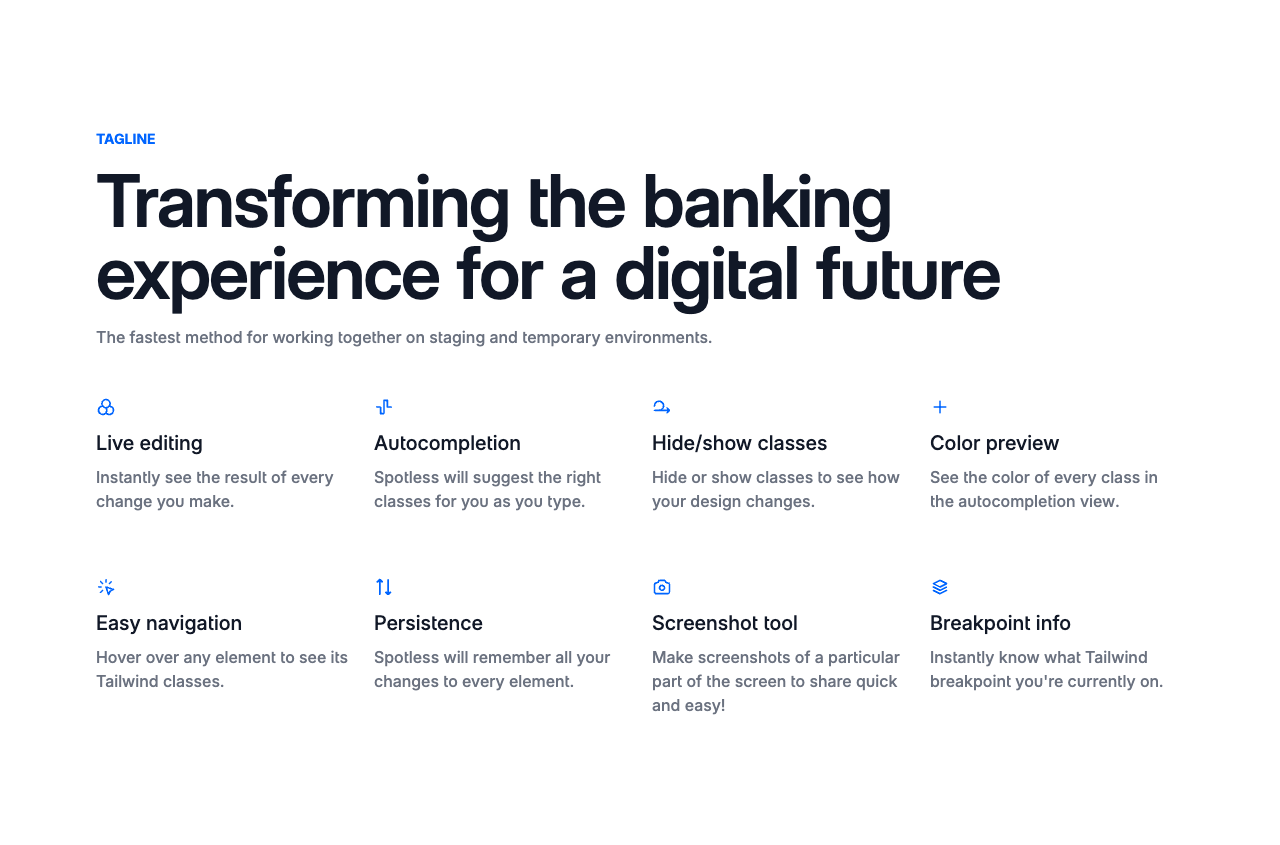 TAGLINE
Transforming the banking
experience for a digital future
The fastest method for working together on staging and temporary environments.
Live editing
Instantly see the result of every
change you make.
Autocompletion
Spotless will suggest the right
classes for you as you type.
Hide/show classes
Hide or show classes to see how
your design changes.
Color preview
See the color of every class in
the autocompletion view.
Easy navigation
Hover over any element to see its
Tailwind classes.
Persistence
Spotless will remember all your
changes to every element.
Screenshot tool
Make screenshots of a particular
part of the screen to share quick
and easy!
Breakpoint info
Instantly know what Tailwind
breakpoint you're currently on.